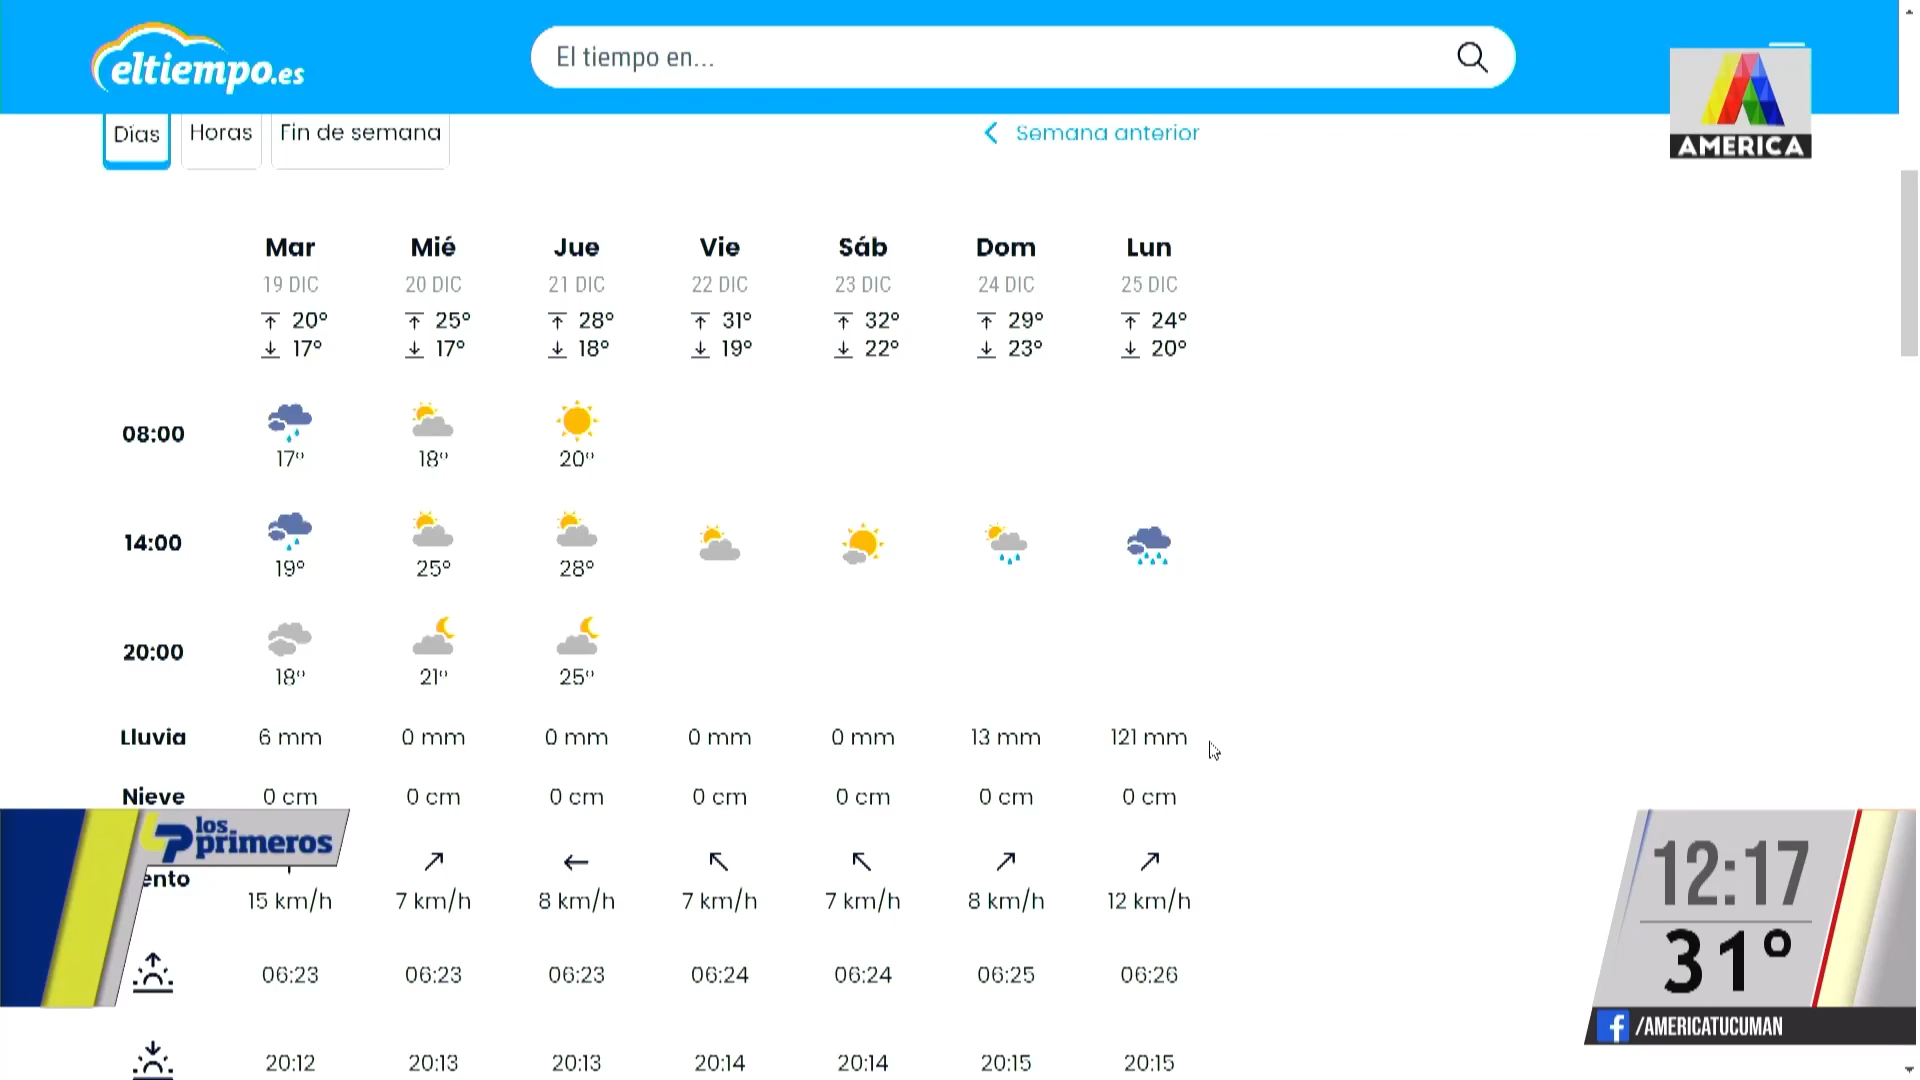 eltiempo.es
El tiempo en...
AMERICA
Días Horas Fin de semana
Semana anterior
Mar Mié Jue Vie Sáb Dom Lun
19 DIC 20 DIC 21 DIC 22 DIC 23 DIC 24 DIC 25 DIC
20° 25° 28° 31° 32° 29° 24°
17° 17° 18° 19° 22° 23° 20°
08:00
17° 18° 20°
14:00
19° 25° 28°
20:00
18° 21° 25°
Lluvia 6 mm 0 mm 0 mm 0 mm 0 mm 13 mm 121 mm
Nieve 0 cm 0 cm 0 cm 0 cm 0 cm 0 cm 0 cm
LP los primeros
ento
15 km/h 7 km/h 8 km/h 7 km/h 7 km/h 8 km/h 12 km/h
06:23 06:23 06:23 06:24 06:24 06:25 06:26
20:12 20:13 20:13 20:14 20:14 20:15 20:15
12:17
31°
/AMERICATUCUMAN